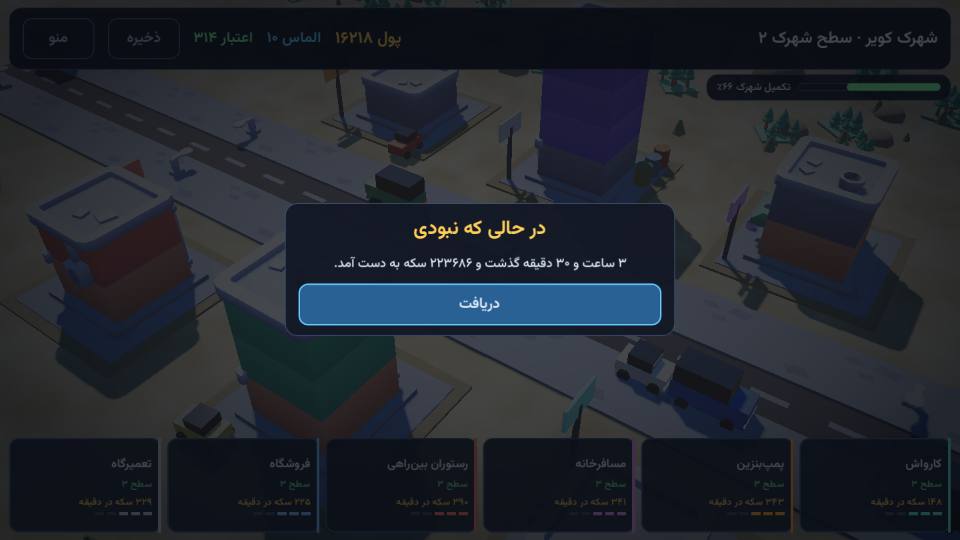 شهرک کویر · سطح شهرک ۲
پول ۱۶۲۱۸
الماس ۱۰
اعتبار ۳۱۴
ذخیره
منو
تکمیل شهرک ۶۶٪
در حالی که نبودی
۳ ساعت و ۳۰ دقیقه گذشت و ۲۲۳۶۸۶ سکه به دست آمد.
دریافت
کارواش
سطح ۳
۱۴۸ سکه در دقیقه
پمپ‌بنزین
سطح ۳
۳۴۳ سکه در دقیقه
مسافرخانه
سطح ۳
۳۴۱ سکه در دقیقه
رستوران بین‌راهی
سطح ۳
۳۹۰ سکه در دقیقه
فروشگاه
سطح ۳
۲۲۵ سکه در دقیقه
تعمیرگاه
سطح ۳
۳۲۹ سکه در دقیقه